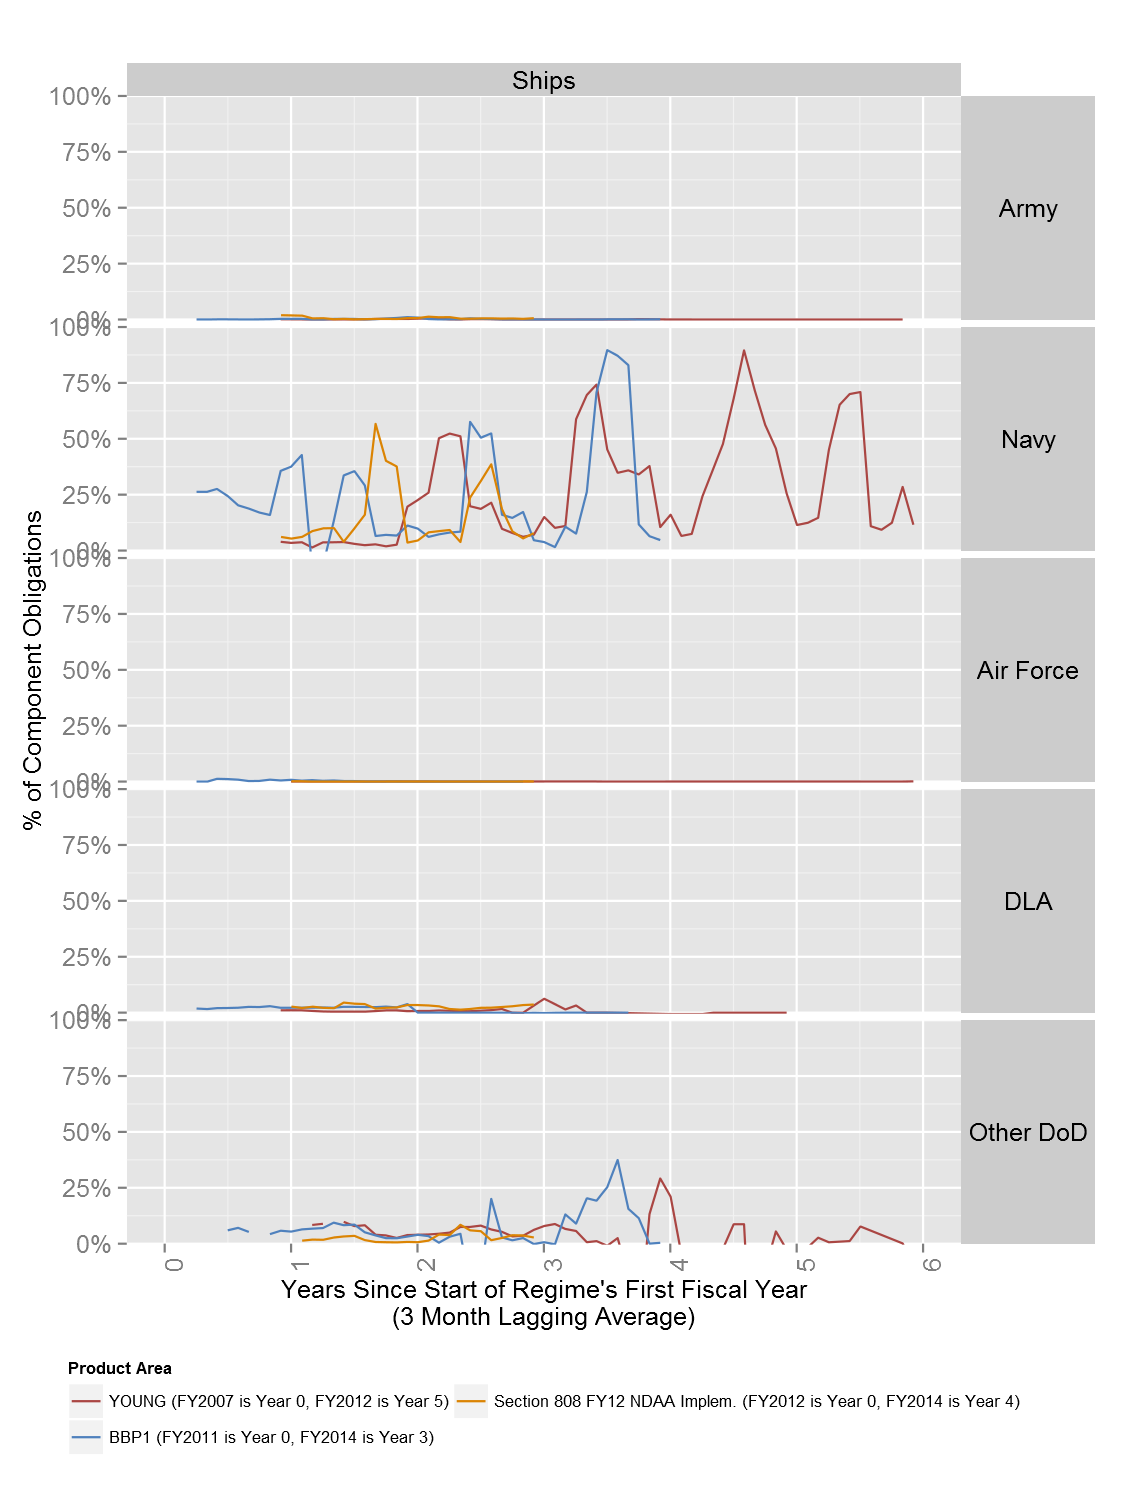 Ships
100%
75%
50%
25%
0%
Army
100%
75%
50%
25%
0%
Navy
100%
75%
50%
25%
0%
Air Force
100%
75%
50%
25%
0%
DLA
100%
75%
50%
25%
0%
Other DoD
% of Component Obligations
0
1
2
3
4
5
6
Years Since Start of Regime's First Fiscal Year
(3 Month Lagging Average)
Product Area
YOUNG (FY2007 is Year 0, FY2012 is Year 5)
Section 808 FY12 NDAA Implem. (FY2012 is Year 0, FY2014 is Year 4)
BBP1 (FY2011 is Year 0, FY2014 is Year 3)